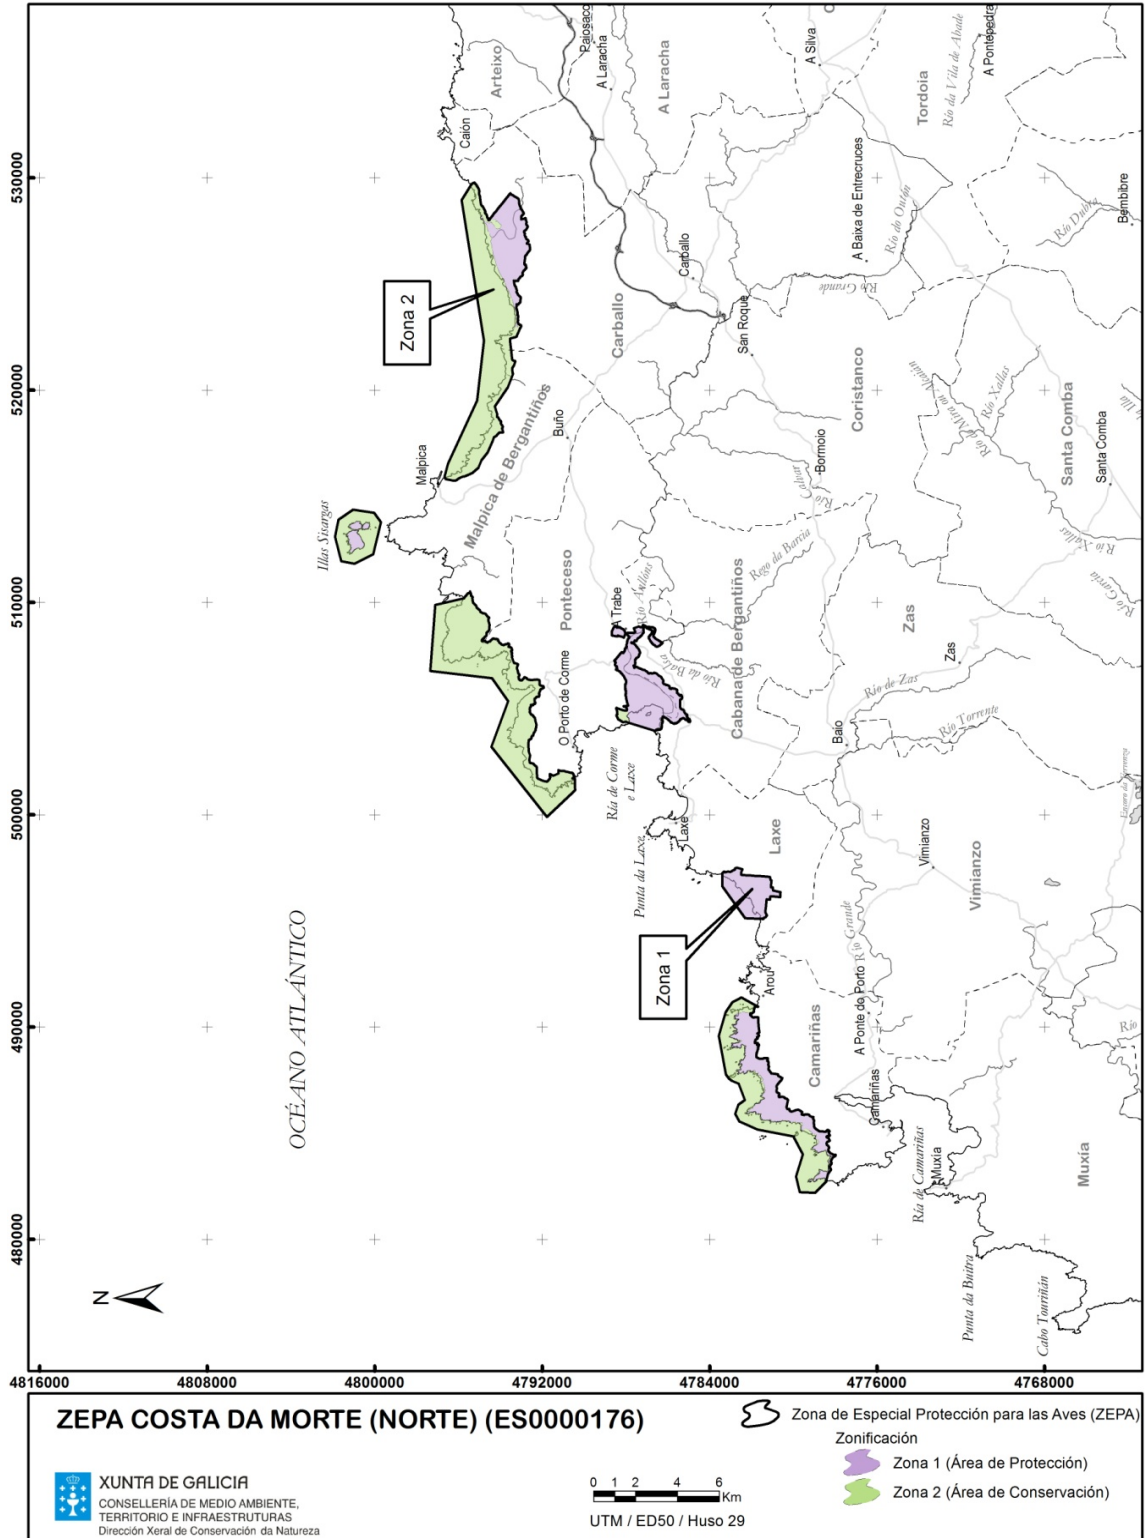 530000
520000
510000
500000
490000
480000
4816000
4808000
4800000
4792000
4784000
4776000
4768000
N
OCÉANO ATLÁNTICO
Zona 2
Zona 1
Illas Sisargas
Malpica
Malpica de Bergantiños
Buño
Caión
Arteixo
Paiosaco
A Laracha
A Laracha
A Silva
Tordoia
Río da Vila de Abade
A Pontepedra
Carballo
Carballo
San Roque
A Baixa de Entrecruces
Río do Outón
Río Grande
Río Dubra
Bembibre
Coristanco
Bormoio
Río Calvar
Río Xallas
Santa Comba
Santa Comba
Río Xallas
Río García
Ponteceso
A Trabe
Río Anllóns
Río da Balsa
Rego da Barcia
Cabana de Bergantiños
O Porto de Corme
Ría de Corme
e Laxe
Punta da Laxe
Laxe
Laxe
Zas
Zas
Río de Zas
Río Torrente
Baio
Vimianzo
Vimianzo
Arou
Camariñas
A Ponte do Porto
Río Grande
Camariñas
Ría de Camariñas
Muxía
Muxía
Río
Punta da Buitra
Cabo Touriñán
ZEPA COSTA DA MORTE (NORTE) (ES0000176)
XUNTA DE GALICIA
CONSELLERÍA DE MEDIO AMBIENTE,
TERRITORIO E INFRAESTRUTURAS
Dirección Xeral de Conservación da Natureza
0 1 2 4 6
Km
UTM / ED50 / Huso 29
Zona de Especial Protección para las Aves (ZEPA)
Zonificación
Zona 1 (Área de Protección)
Zona 2 (Área de Conservación)